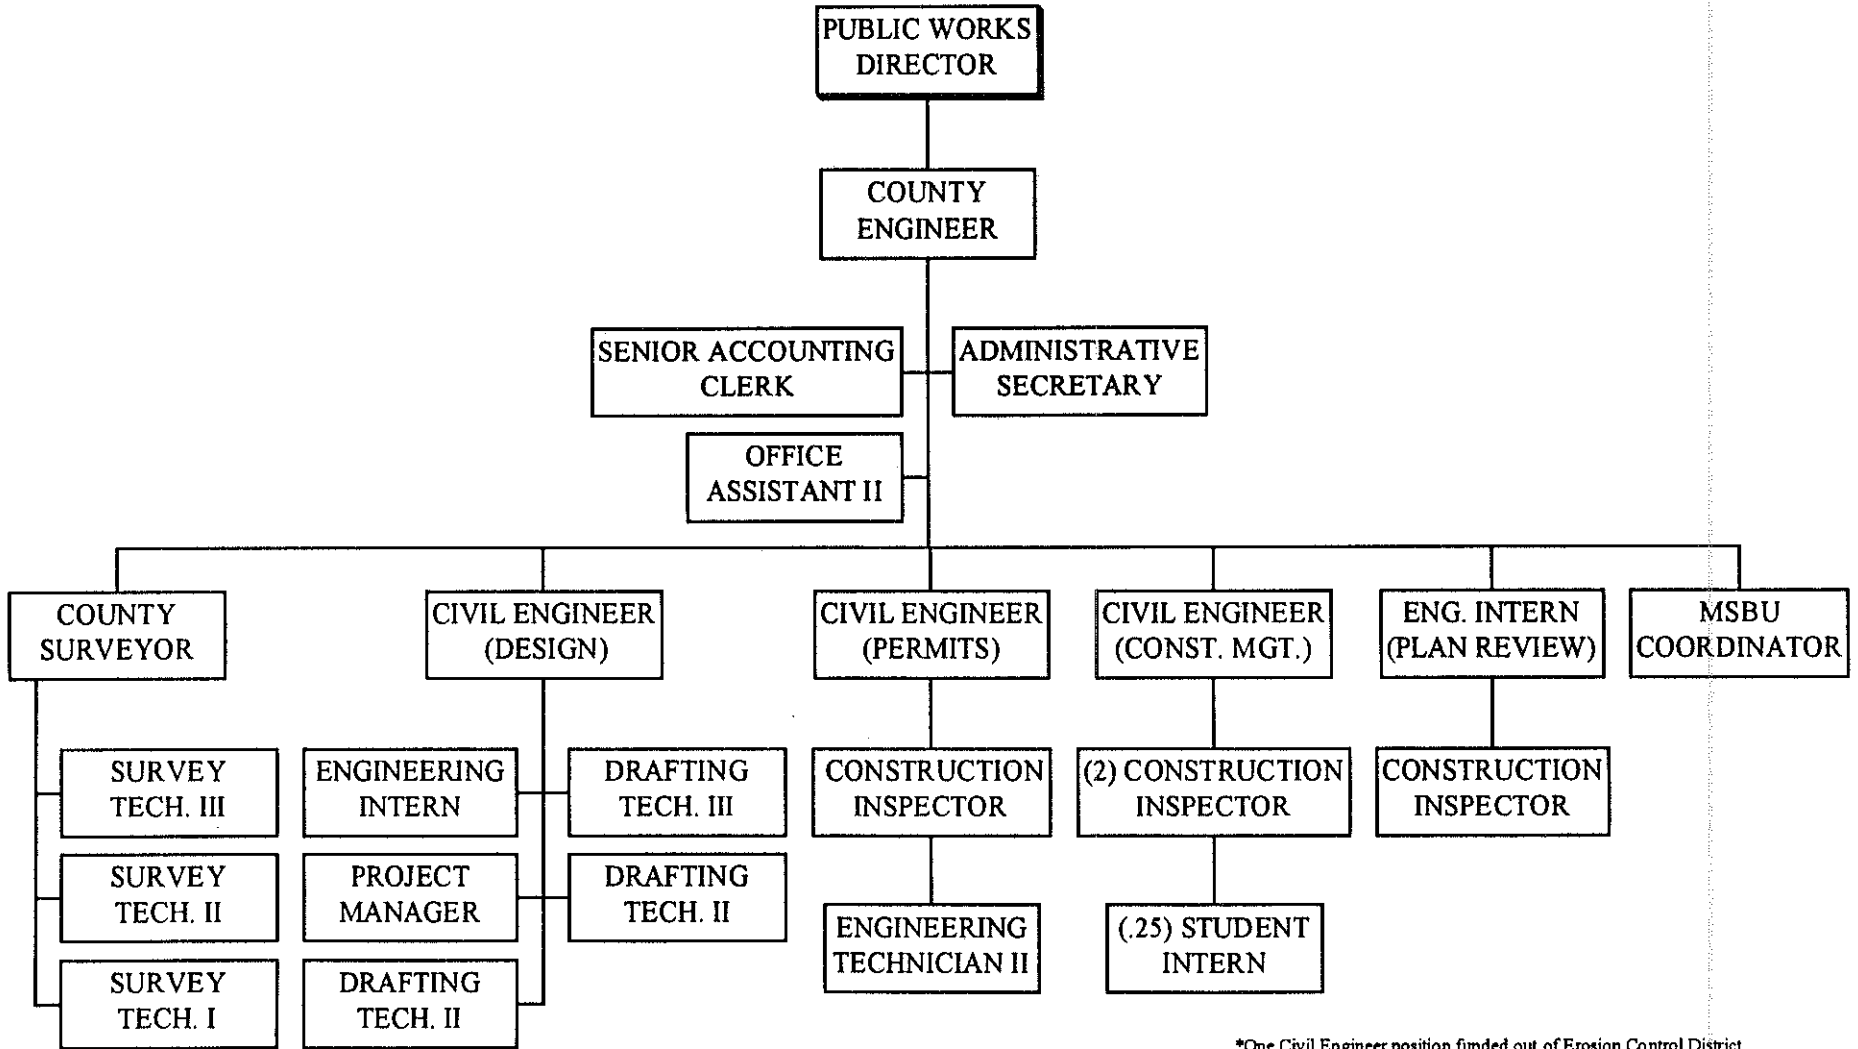 PUBLIC WORKS
DIRECTOR
COUNTY
ENGINEER
SENIOR ACCOUNTING
CLERK
ADMINISTRATIVE
SECRETARY
OFFICE
ASSISTANT II
COUNTY
SURVEYOR
CIVIL ENGINEER
(DESIGN)
CIVIL ENGINEER
(PERMITS)
CIVIL ENGINEER
(CONST. MGT.)
ENG. INTERN
(PLAN REVIEW)
MSBU
COORDINATOR
SURVEY
TECH. III
SURVEY
TECH. II
SURVEY
TECH. I
ENGINEERING
INTERN
DRAFTING
TECH. III
PROJECT
MANAGER
DRAFTING
TECH. II
DRAFTING
TECH. II
CONSTRUCTION
INSPECTOR
ENGINEERING
TECHNICIAN II
(2) CONSTRUCTION
INSPECTOR
(.25) STUDENT
INTERN
CONSTRUCTION
INSPECTOR
*One Civil Engineer position funded out of Erosion Control District